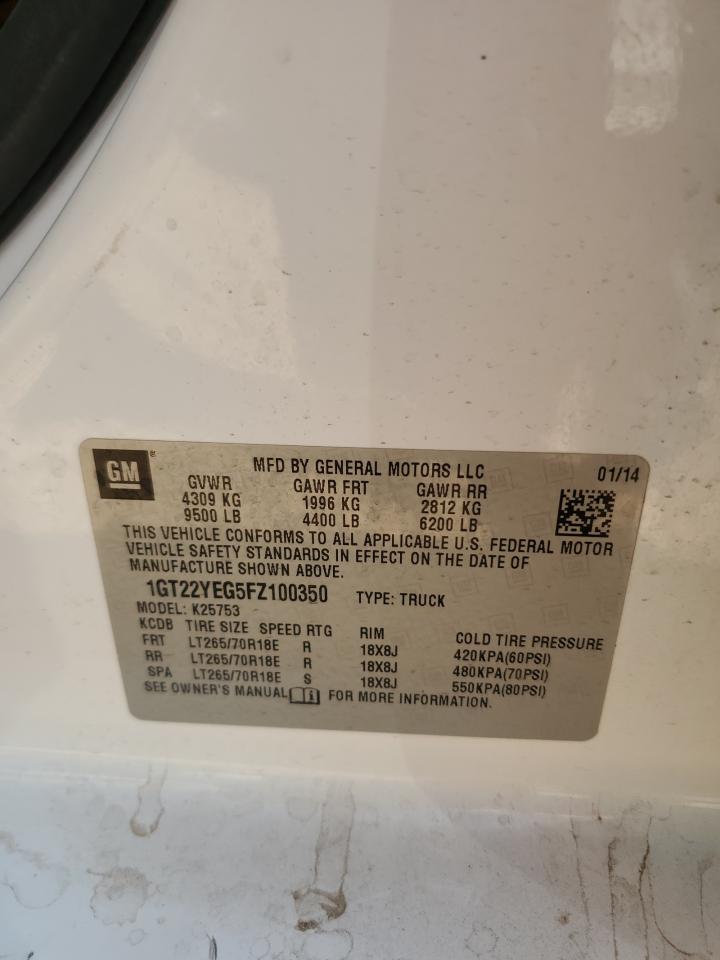 GM
MFD BY GENERAL MOTORS LLC 01/14
GVWR GAWR FRT GAWR RR
4309 KG 1996 KG 2812 KG
9500 LB 4400 LB 6200 LB
THIS VEHICLE CONFORMS TO ALL APPLICABLE U.S. FEDERAL MOTOR
VEHICLE SAFETY STANDARDS IN EFFECT ON THE DATE OF
MANUFACTURE SHOWN ABOVE.
1GT22YEG5FZ100350 TYPE: TRUCK
MODEL: K25753
KCDB TIRE SIZE SPEED RTG RIM COLD TIRE PRESSURE
FRT LT265/70R18E R 18X8J 420KPA(60PSI)
RR LT265/70R18E R 18X8J 480KPA(70PSI)
SPA LT265/70R18E S 18X8J 550KPA(80PSI)
SEE OWNER'S MANUAL FOR MORE INFORMATION.